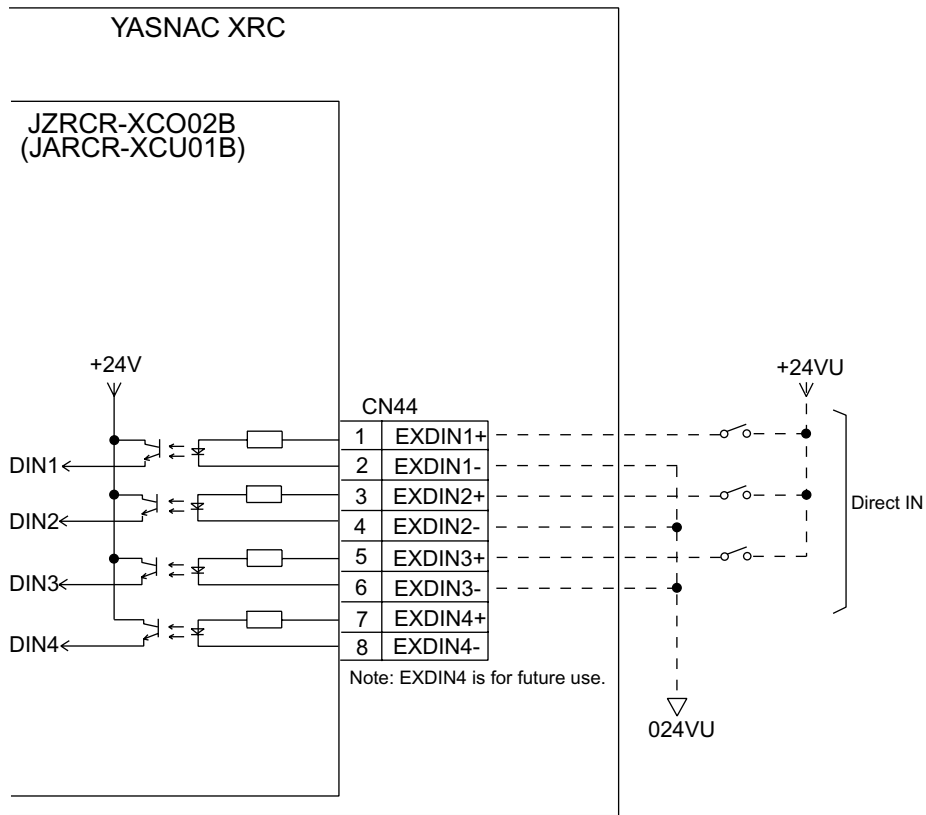 YASNAC XRC
JZRCR-XCO02B
(JARCR-XCU01B)
+24V
+24VU
CN44
1 EXDIN1+
DIN1
2 EXDIN1-
3 EXDIN2+
Direct IN
DIN2
4 EXDIN2-
5 EXDIN3+
DIN3
6 EXDIN3-
7 EXDIN4+
DIN4
8 EXDIN4-
Note: EXDIN4 is for future use.
024VU